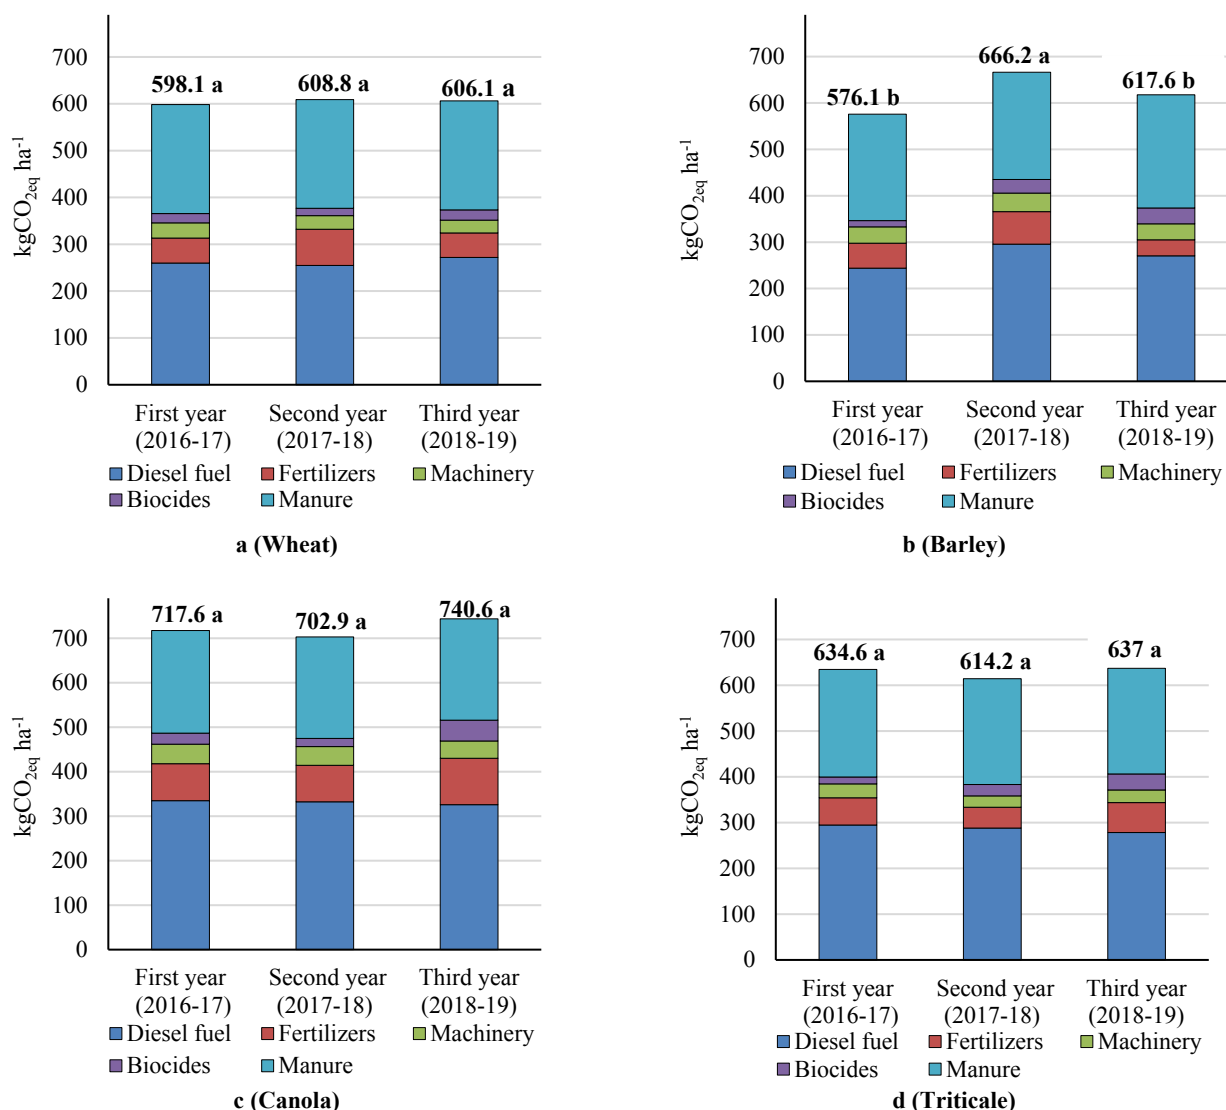 700
600
500
400
300
200
100
0
kgCO2eq ha-1
598.1 a
608.8 a
606.1 a
First year
(2016-17)
Second year
(2017-18)
Third year
(2018-19)
Diesel fuel
Fertilizers
Machinery
Biocides
Manure
a (Wheat)
700
600
500
400
300
200
100
0
kgCO2eq ha-1
576.1 b
666.2 a
617.6 b
First year
(2016-17)
Second year
(2017-18)
Third year
(2018-19)
Diesel fuel
Fertilizers
Machinery
Biocides
Manure
b (Barley)
700
600
500
400
300
200
100
0
kgCO2eq ha-1
717.6 a
702.9 a
740.6 a
First year
(2016-17)
Second year
(2017-18)
Third year
(2018-19)
Diesel fuel
Fertilizers
Machinery
Biocides
Manure
c (Canola)
700
600
500
400
300
200
100
0
kgCO2eq ha-1
634.6 a
614.2 a
637 a
First year
(2016-17)
Second year
(2017-18)
Third year
(2018-19)
Diesel fuel
Fertilizers
Machinery
Biocides
Manure
d (Triticale)